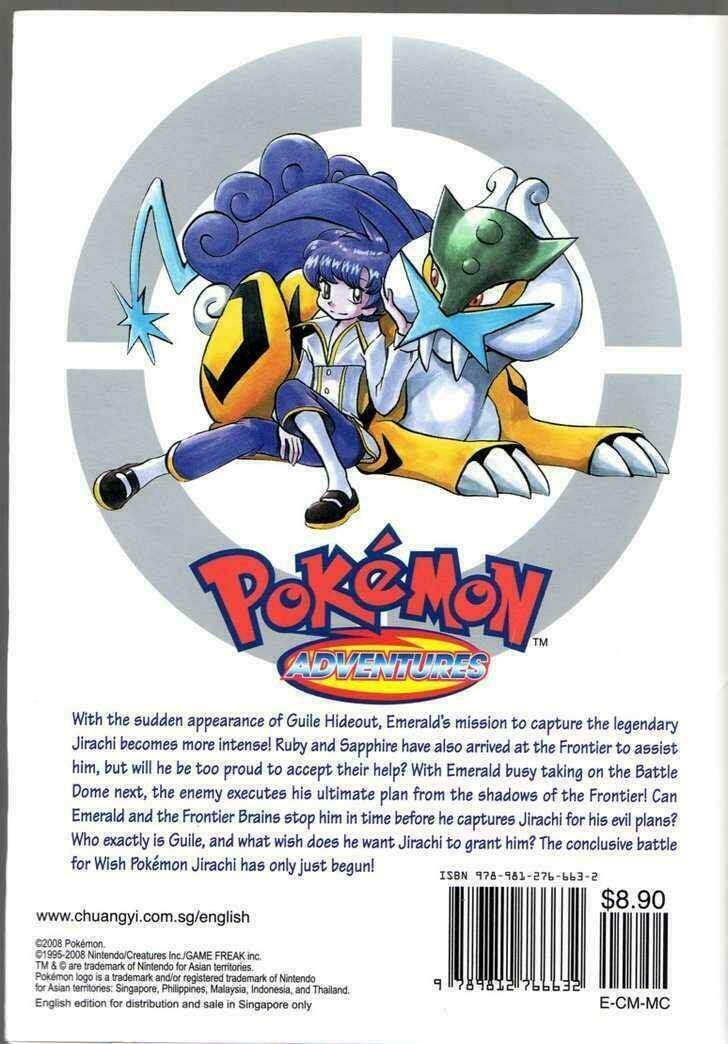 POKéMON
TM
ADVENTURES
With the sudden appearance of Guile Hideout, Emerald's mission to capture the legendary
Jirachi becomes more intense! Ruby and Sapphire have also arrived at the Frontier to assist
him, but will he be too proud to accept their help? With Emerald busy taking on the Battle
Dome next, the enemy executes his ultimate plan from the shadows of the Frontier! Can
Emerald and the Frontier Brains stop him in time before he captures Jirachi for his evil plans?
Who exactly is Guile, and what wish does he want Jirachi to grant him? The conclusive battle
for Wish Pokémon Jirachi has only just begun!
ISBN 978-981-276-663-2
$8.90
www.chuangyi.com.sg/english
©2008 Pokémon.
©1995-2008 Nintendo/Creatures Inc./GAME FREAK inc.
TM & © are trademark of Nintendo for Asian territories.
Pokémon logo is a trademark and/or registered trademark of Nintendo
for Asian territories: Singapore, Philippines, Malaysia, Indonesia, and Thailand.
English edition for distribution and sale in Singapore only
9 789812 766632
E-CM-MC